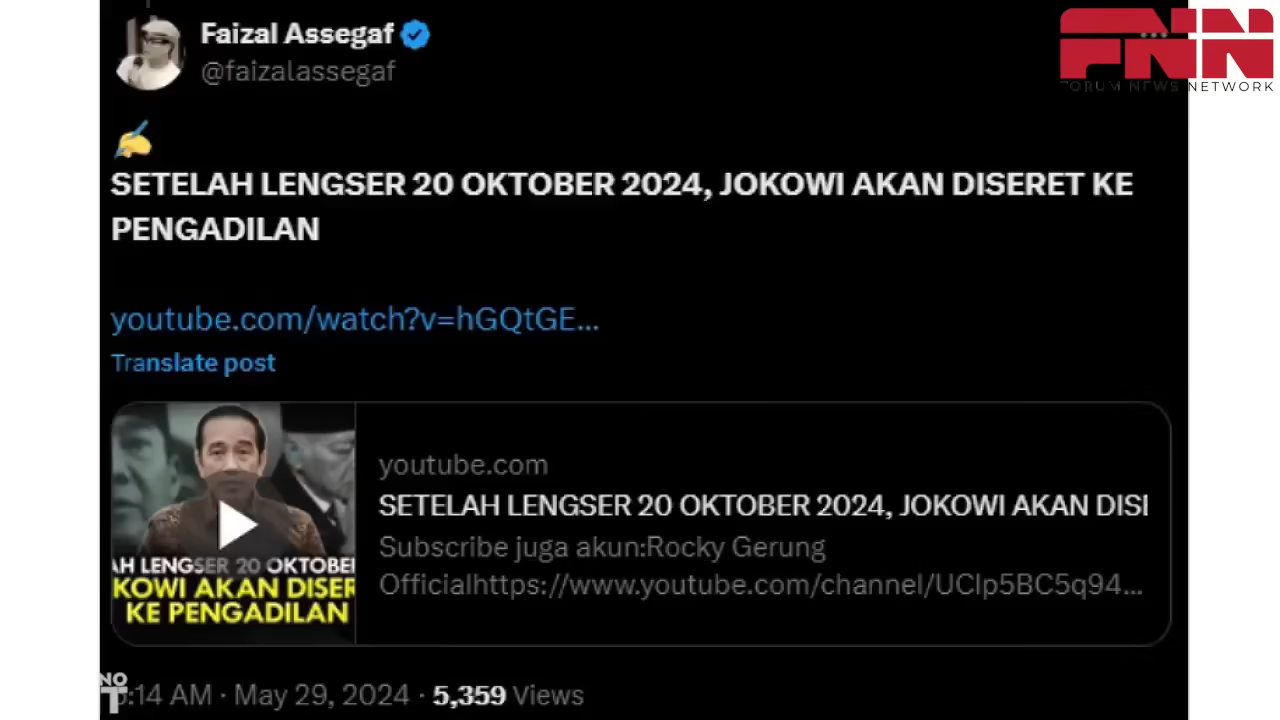 Faizal Assegaf
FNN
FORUM NEWS NETWORK
@faizalassegaf
SETELAH LENGSER 20 OKTOBER 2024, JOKOWI AKAN DISERET KE
PENGADILAN
youtube.com/watch?v=hGQtGE...
Translate post
youtube.com
SETELAH LENGSER 20 OKTOBER 2024, JOKOWI AKAN DISI
Subscribe juga akun:Rocky Gerung
Officialhttps://www.youtube.com/channel/UClp5BC5q94...
AH LENGSER 20 OKTOBE
KOWI AKAN DISER
KE PENGADILAN
NO
:14 AM · May 29, 2024 · 5,359 Views